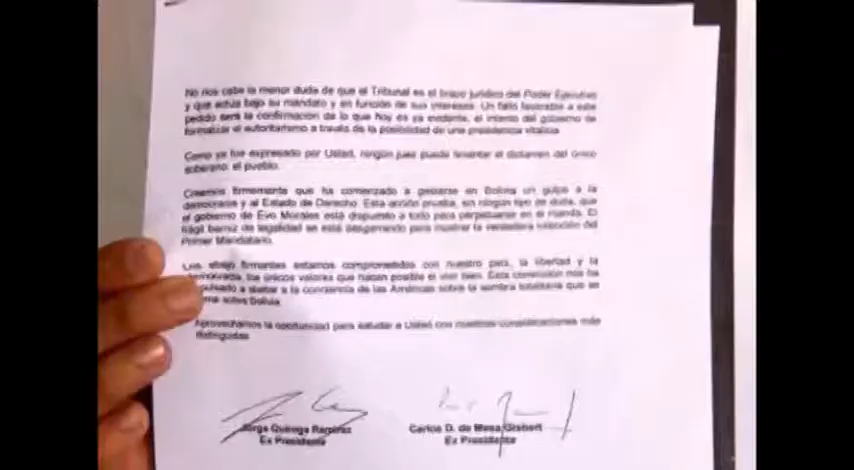 No nos cabe la menor duda de que el Tribunal es el brazo jurídico del Poder Ejecutivo
y que actúa bajo su mandato y en función de sus intereses. Un fallo favorable a este
pedido será la confirmación de lo que hoy es ya evidente, el intento del gobierno de
formalizar el autoritarismo a través de la posibilidad de una presidencia vitalicia.
Como ya fue expresado por Usted, ningún juez puede levantar el dictamen del único
soberano: el pueblo.
Creemos firmemente que ha comenzado a gestarse en Bolivia un golpe a la
democracia y al Estado de Derecho. Esta acción prueba, sin ningún tipo de duda, que
el gobierno de Evo Morales está dispuesto a todo para perpetuarse en el mando. El
frágil barniz de legalidad se está desgarrando para mostrar la verdadera intención del
Primer Mandatario.
Los abajo firmantes estamos comprometidos con nuestro país, la libertad y la
democracia, los únicos valores que hacen posible el vivir bien. Esta convicción nos ha
pulsado a alertar a la conciencia de las Américas sobre la sombra totalitaria que se
sobre Bolivia.
Aprovechamos la oportunidad para saludar a Usted con nuestras consideraciones más
distinguidas
Jorge Quiroga Ramírez
Ex Presidente
Carlos D. de Mesa Gisbert
Ex Presidente